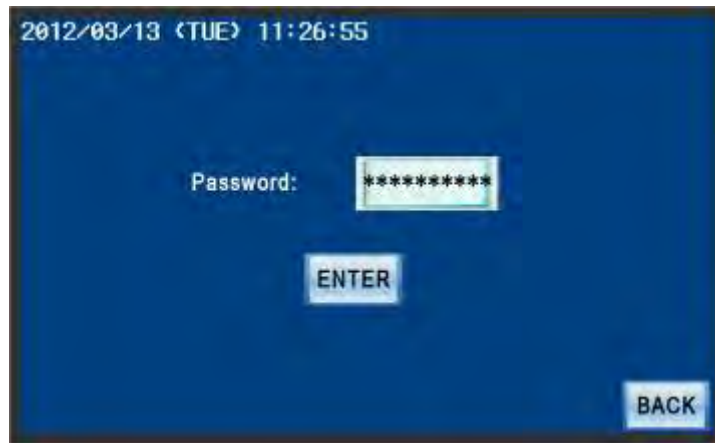 2012/03/13 (TUE) 11:26:55
Password: **********
ENTER
BACK